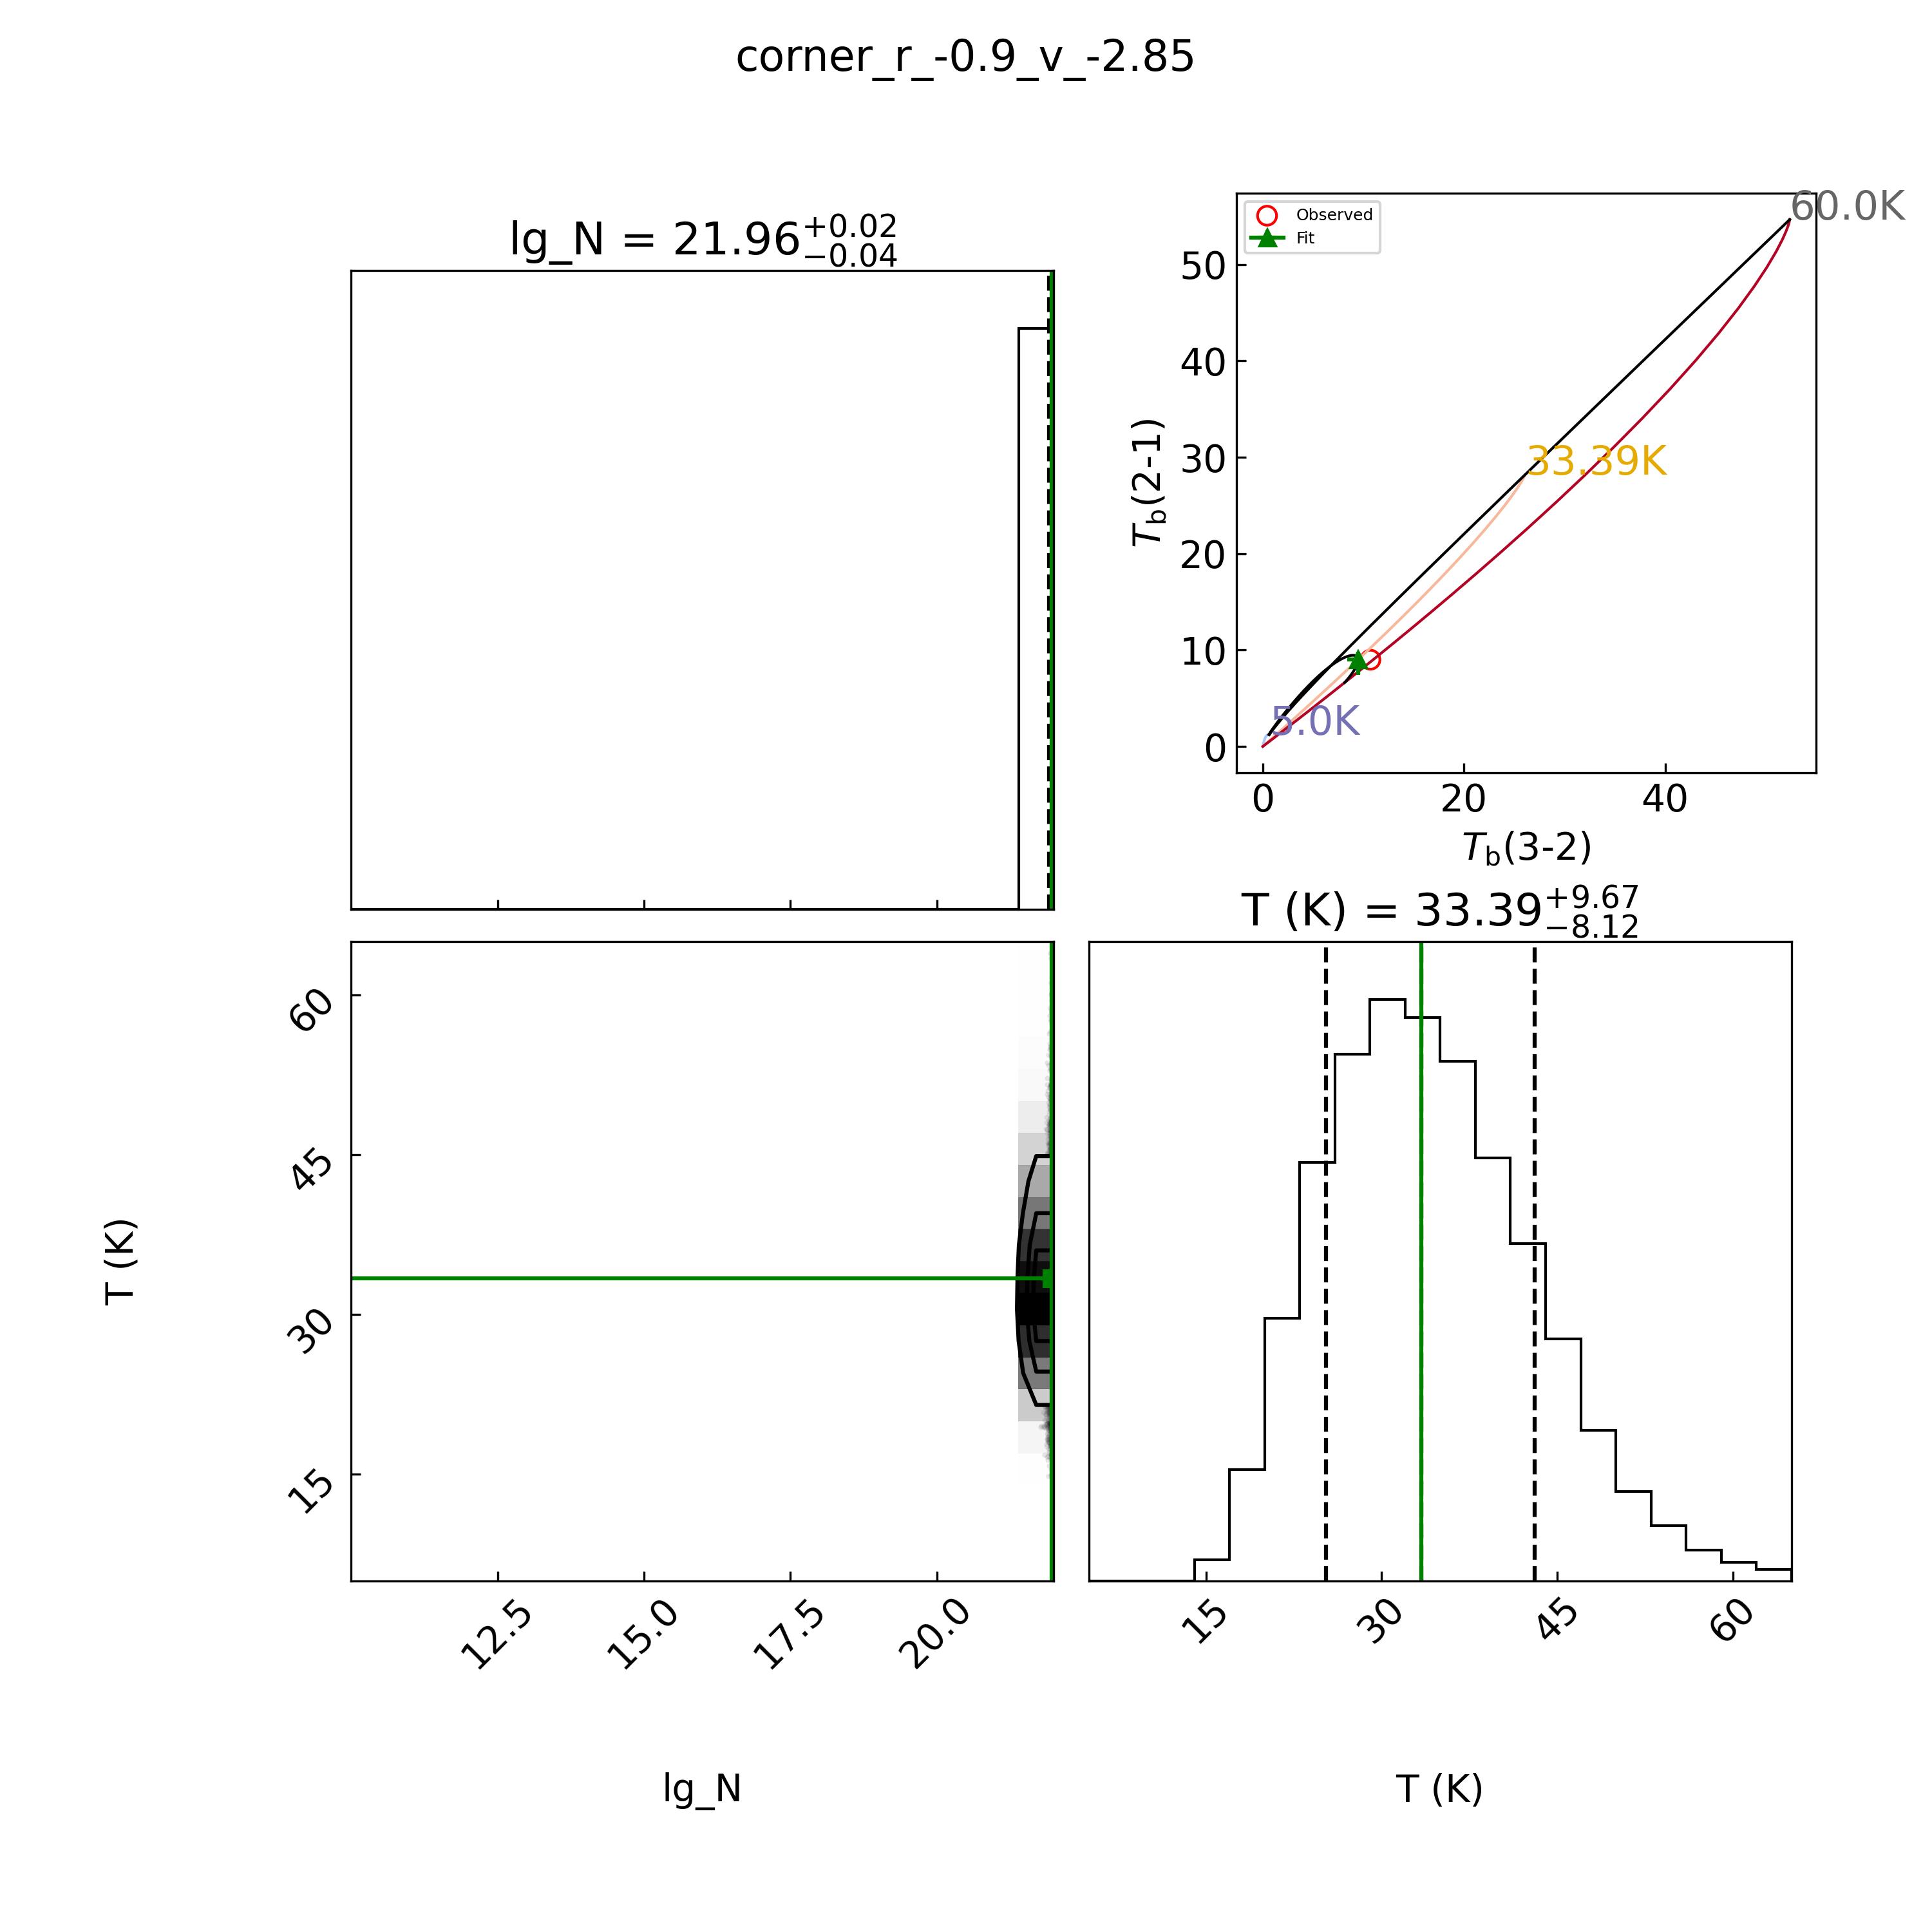 corner_r_-0.9_v_-2.85
lg_N = 21.96+0.02 −0.04
Observed
Fit
60.0K
33.39K
5.0K
50
40
30
20
10
0
Tb(2-1)
0 20 40
Tb(3-2)
T (K) = 33.39+9.67 −8.12
60
45
30
15
T (K)
12.5 15.0 17.5 20.0
lg_N
15 30 45 60
T (K)